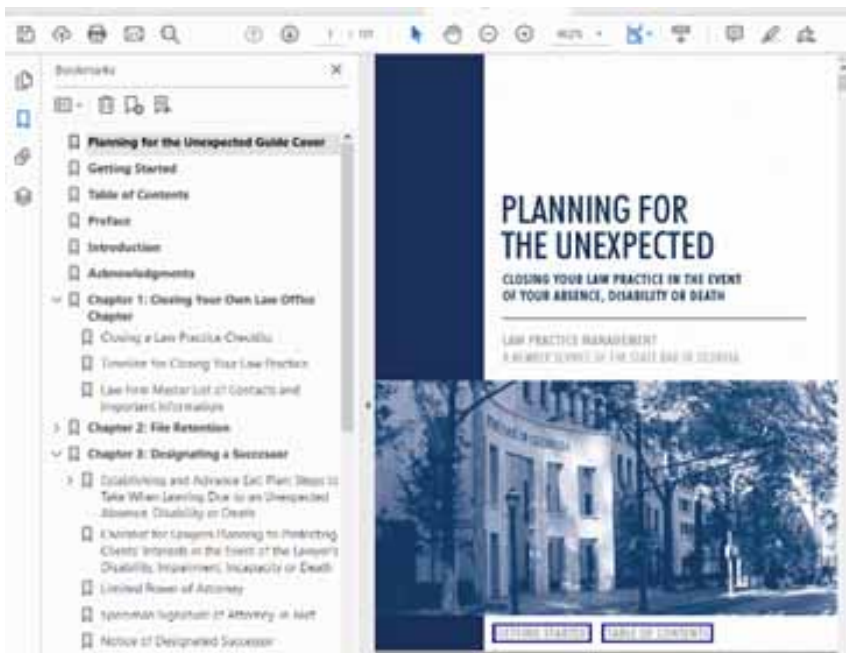 Bookmarks
Planning for the Unexpected Guide Cover
Getting Started
Table of Contents
Preface
Introduction
Acknowledgments
Chapter 1: Closing Your Own Law Office
Chapter
Closing a Law Practice Checklist
Timeline for Closing Your Law Practice
Law Firm Master List of Contacts and
Important Information
Chapter 2: File Retention
Chapter 3: Designating a Successor
Establishing and Advance Exit Plan: Steps to
Take When Leaving Due to an Unexpected
Absence, Disability or Death
Checklist for Lawyers Planning to Protecting
Clients' Interests in the Event of the Lawyer's
Disability, Impairment, Incapacity or Death
Limited Power of Attorney
Specimen Signature of Attorney-in-Fact
Notice of Designated Successor
PLANNING FOR
THE UNEXPECTED
CLOSING YOUR LAW PRACTICE IN THE EVENT
OF YOUR ABSENCE, DISABILITY OR DEATH
LAW PRACTICE MANAGEMENT
A MEMBER SERVICE OF THE STATE BAR OF GEORGIA
GETTING STARTED
TABLE OF CONTENTS